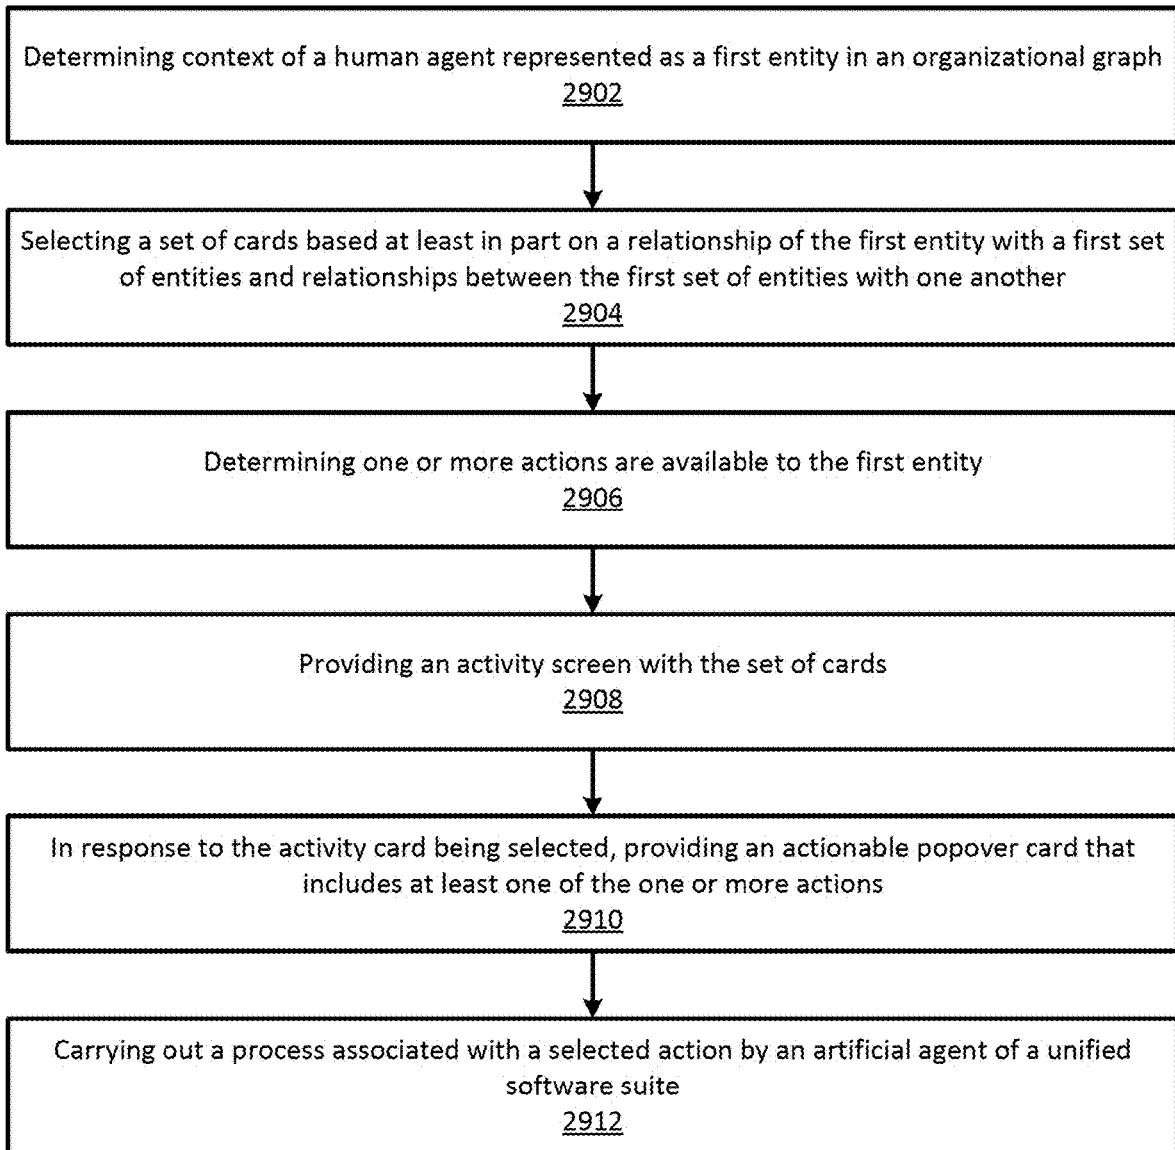 Determining context of a human agent represented as a first entity in an organizational graph
2902
Selecting a set of cards based at least in part on a relationship of the first entity with a first set
of entities and relationships between the first set of entities with one another
2904
Determining one or more actions are available to the first entity
2906
Providing an activity screen with the set of cards
2908
In response to the activity card being selected, providing an actionable popover card that
includes at least one of the one or more actions
2910
Carrying out a process associated with a selected action by an artificial agent of a unified
software suite
2912